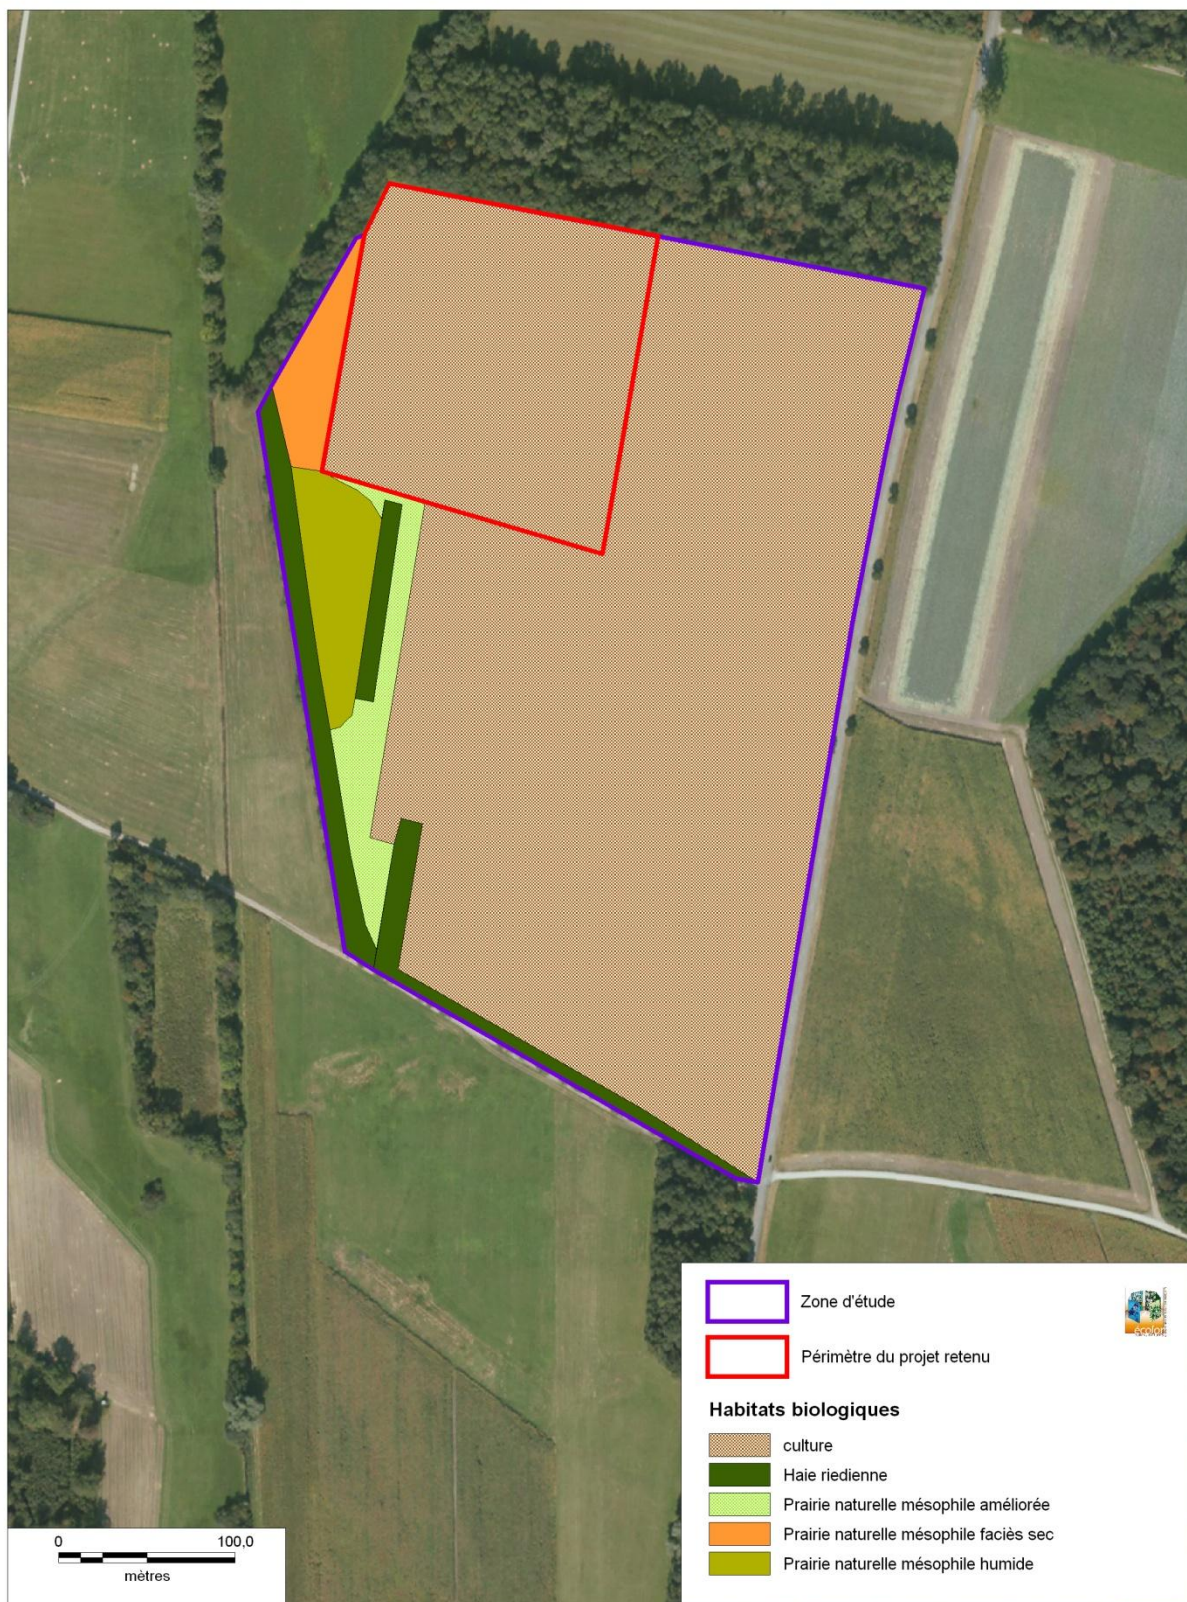 Zone d'étude
Périmètre du projet retenu
Habitats biologiques
culture
Haie riedienne
Prairie naturelle mésophile améliorée
Prairie naturelle mésophile faciès sec
Prairie naturelle mésophile humide
0 100,0
mètres
écolor